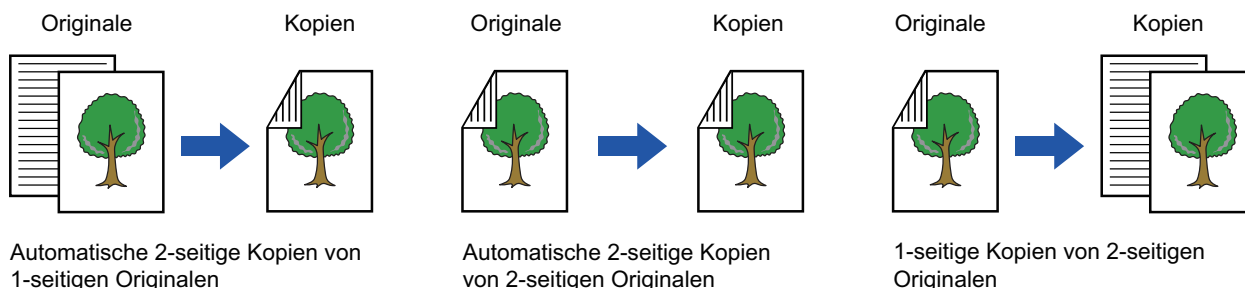 Originale
Kopien
Originale
Kopien
Originale
Kopien
Automatische 2-seitige Kopien von
1-seitigen Originalen
Automatische 2-seitige Kopien
von 2-seitigen Originalen
1-seitige Kopien von 2-seitigen
Originalen